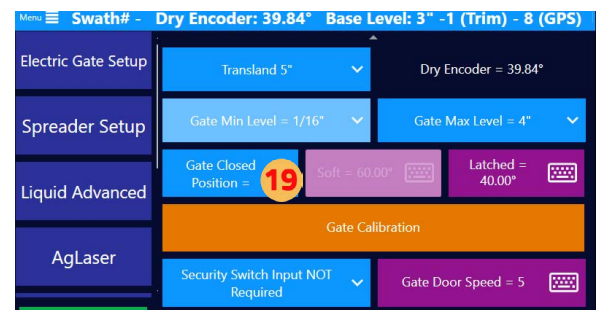 Menu Swath# - Dry Encoder: 39.84° Base Level: 3" -1 (Trim) - 8 (GPS)
Electric Gate Setup
Transland 5"
Dry Encoder = 39.84°
Spreader Setup
Gate Min Level = 1/16"
Gate Max Level = 4"
Liquid Advanced
Gate Closed
Position =
19
Soft = 60.00°
Latched =
40.00°
Gate Calibration
AgLaser
Security Switch Input NOT
Required
Gate Door Speed = 5